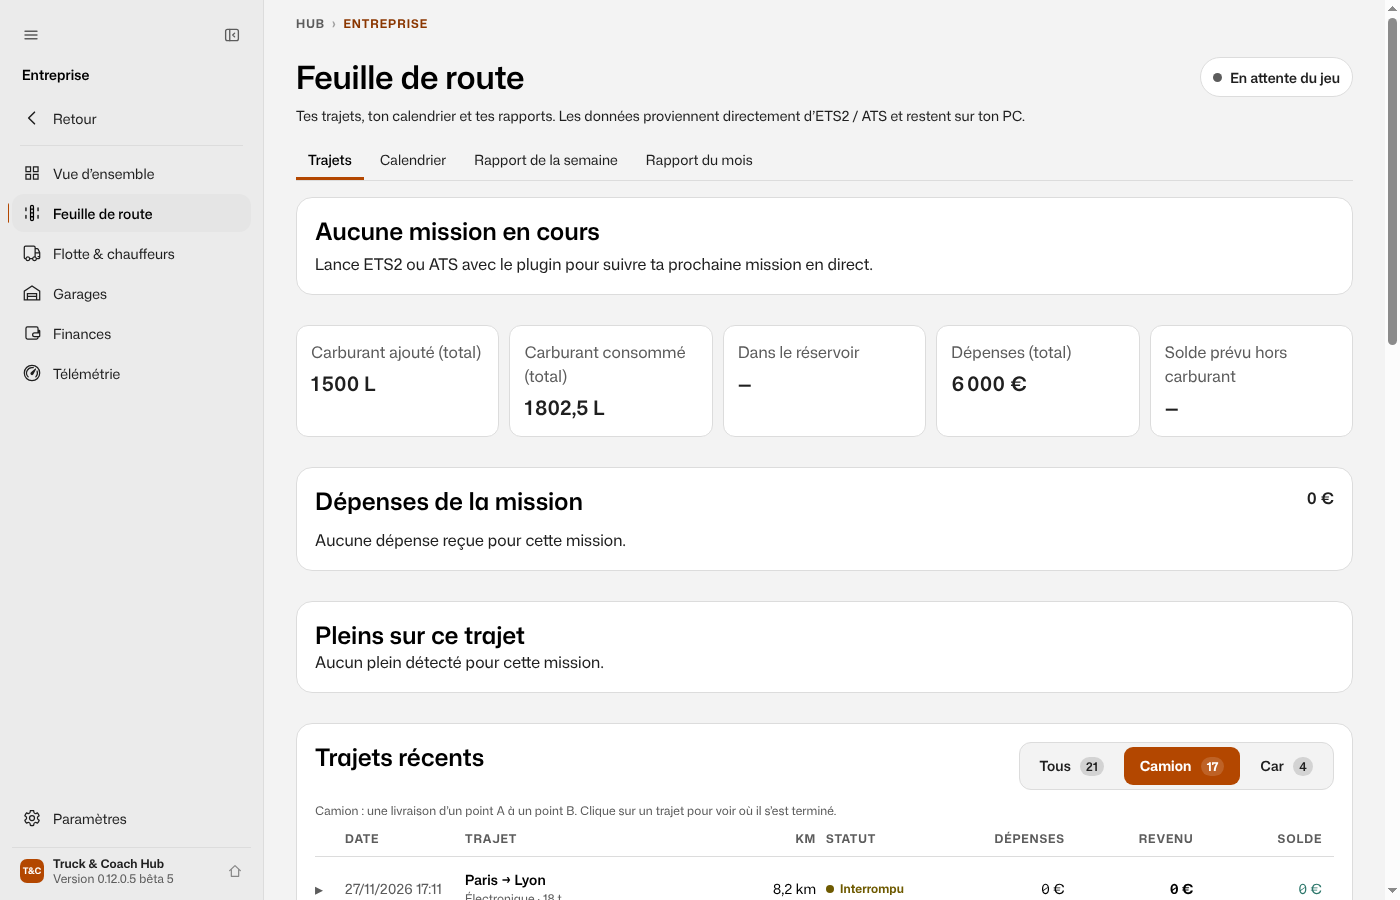 Entreprise
Retour
Vue d'ensemble
Feuille de route
Flotte & chauffeurs
Garages
Finances
Télémétrie
Paramètres
T&C
Truck & Coach Hub
Version 0.12.0.5 bêta 5
HUB › ENTREPRISE
Feuille de route
En attente du jeu
Tes trajets, ton calendrier et tes rapports. Les données proviennent directement d'ETS2 / ATS et restent sur ton PC.
Trajets Calendrier Rapport de la semaine Rapport du mois
Aucune mission en cours
Lance ETS2 ou ATS avec le plugin pour suivre ta prochaine mission en direct.
Carburant ajouté (total)
1 500 L
Carburant consommé
(total)
1 802,5 L
Dans le réservoir
–
Dépenses (total)
6 000 €
Solde prévu hors
carburant
–
Dépenses de la mission
0 €
Aucune dépense reçue pour cette mission.
Pleins sur ce trajet
Aucun plein détecté pour cette mission.
Trajets récents
Tous 21 Camion 17 Car 4
Camion : une livraison d'un point A à un point B. Clique sur un trajet pour voir où il s'est terminé.
DATE TRAJET KM STATUT DÉPENSES REVENU SOLDE
27/11/2026 17:11 Paris → Lyon 8,2 km Interrompu 0 € 0 € 0 €
Électronique · 18 t